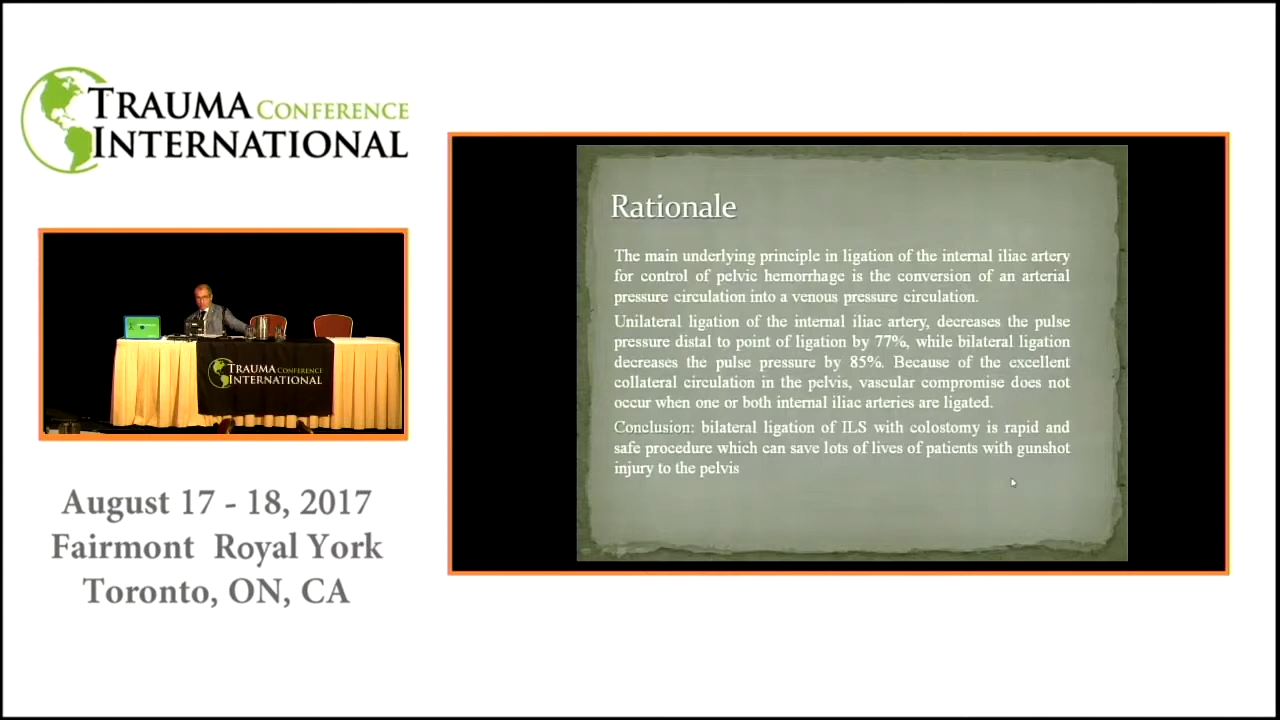 TRAUMA CONFERENCE
INTERNATIONAL
TRAUMA CONFERENCE
INTERNATIONAL
August 17 - 18, 2017
Fairmont Royal York
Toronto, ON, CA
Rationale
The main underlying principle in ligation of the internal iliac artery
for control of pelvic hemorrhage is the conversion of an arterial
pressure circulation into a venous pressure circulation.
Unilateral ligation of the internal iliac artery, decreases the pulse
pressure distal to point of ligation by 77%, while bilateral ligation
decreases the pulse pressure by 85%. Because of the excellent
collateral circulation in the pelvis, vascular compromise does not
occur when one or both internal iliac arteries are ligated.
Conclusion: bilateral ligation of ILS with colostomy is rapid and
safe procedure which can save lots of lives of patients with gunshot
injury to the pelvis